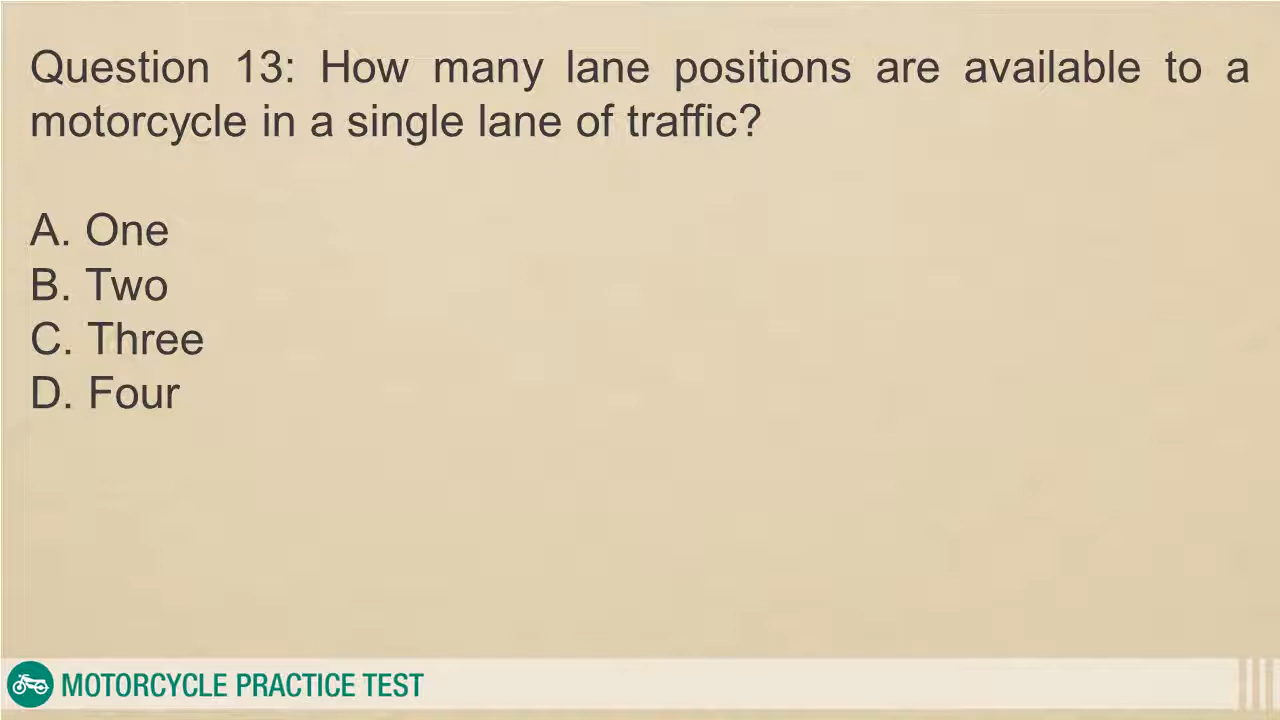 Question 13: How many lane positions are available to a
motorcycle in a single lane of traffic?
A. One
B. Two
C. Three
D. Four
MOTORCYCLE PRACTICE TEST